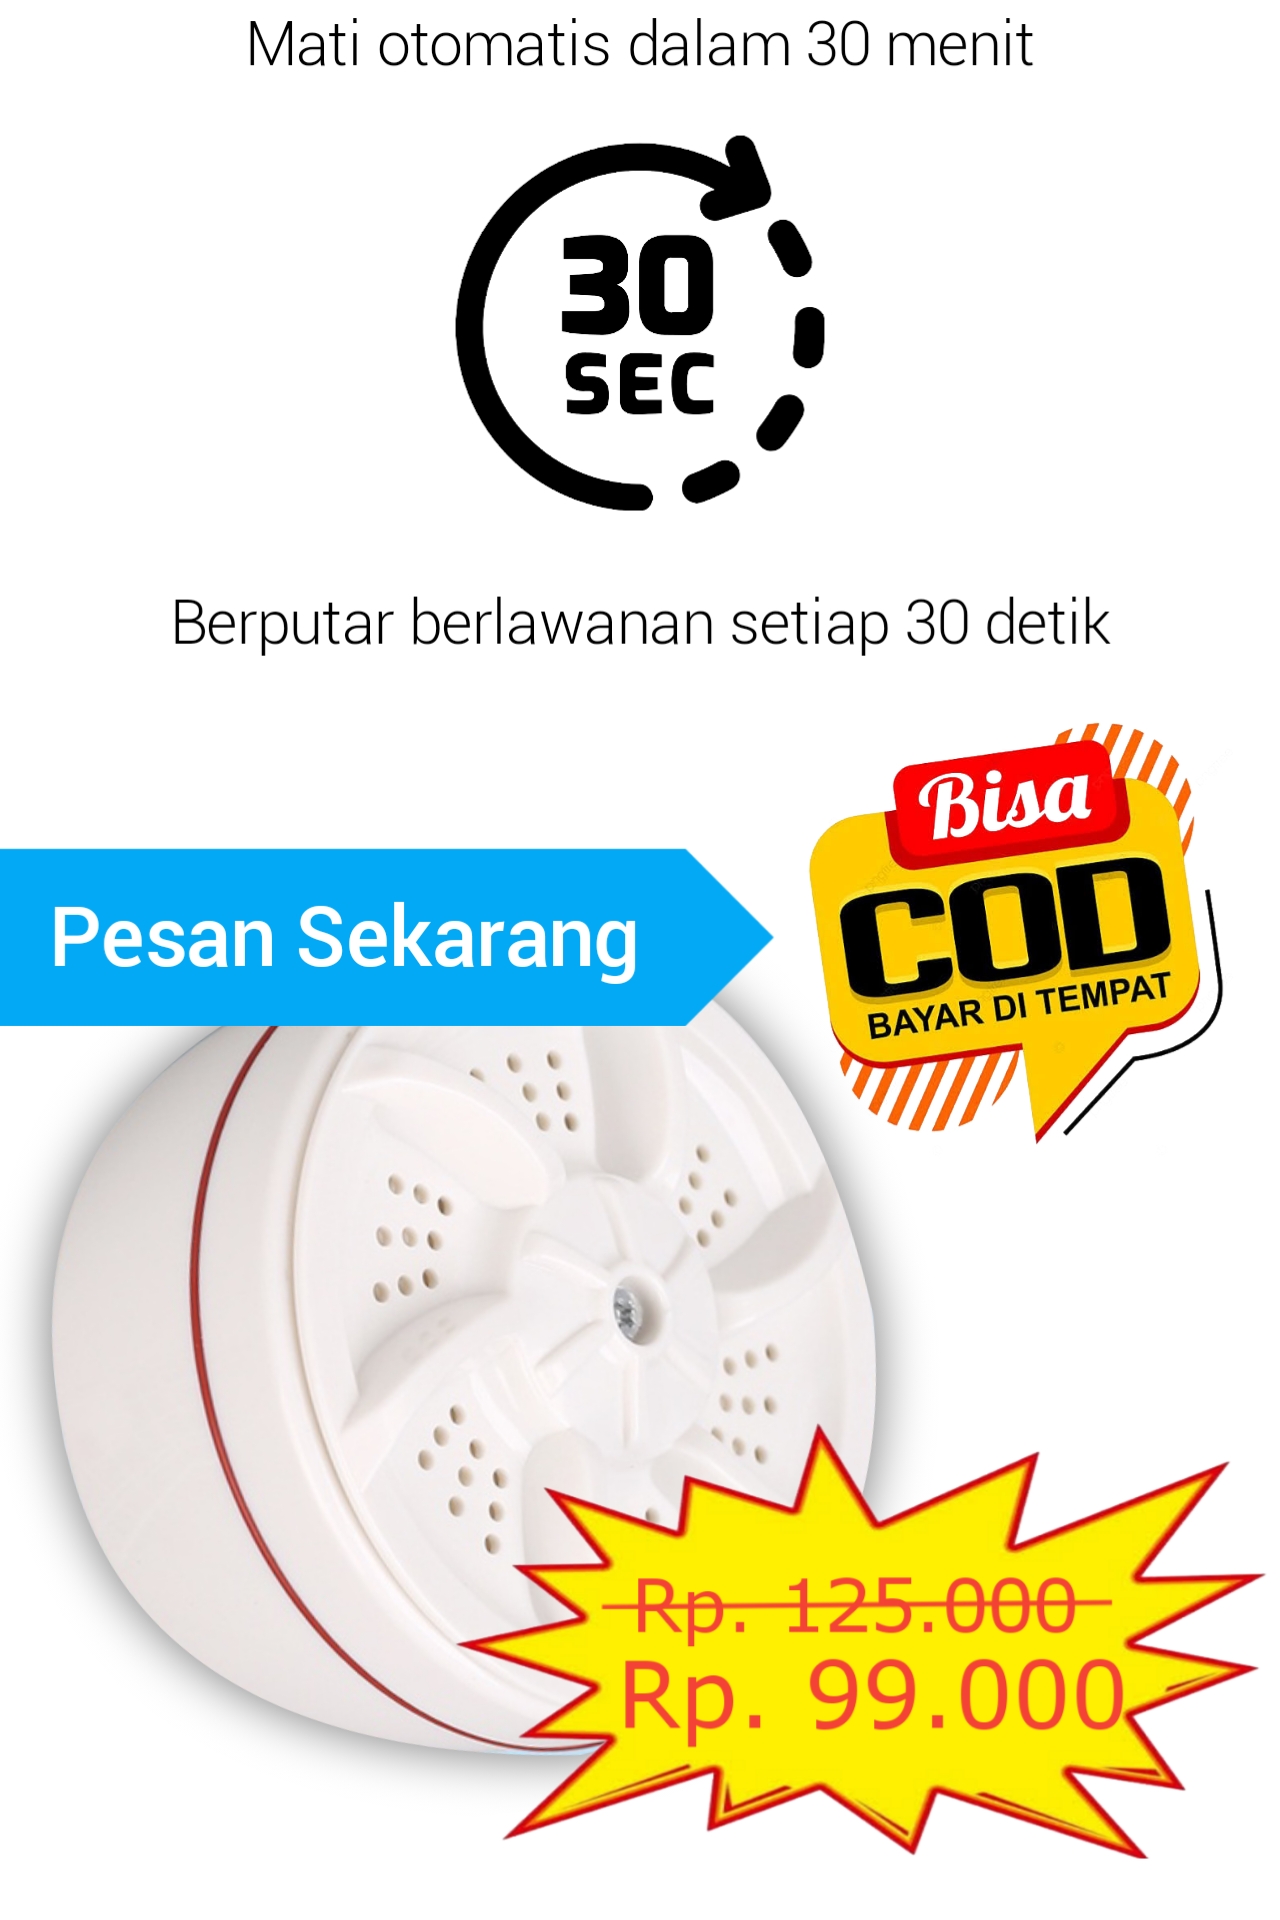 Mati otomatis dalam 30 menit
30
SEC
Berputar berlawanan setiap 30 detik
Bisa
COD
BAYAR DI TEMPAT
Pesan Sekarang
Rp. 125.000
Rp. 99.000